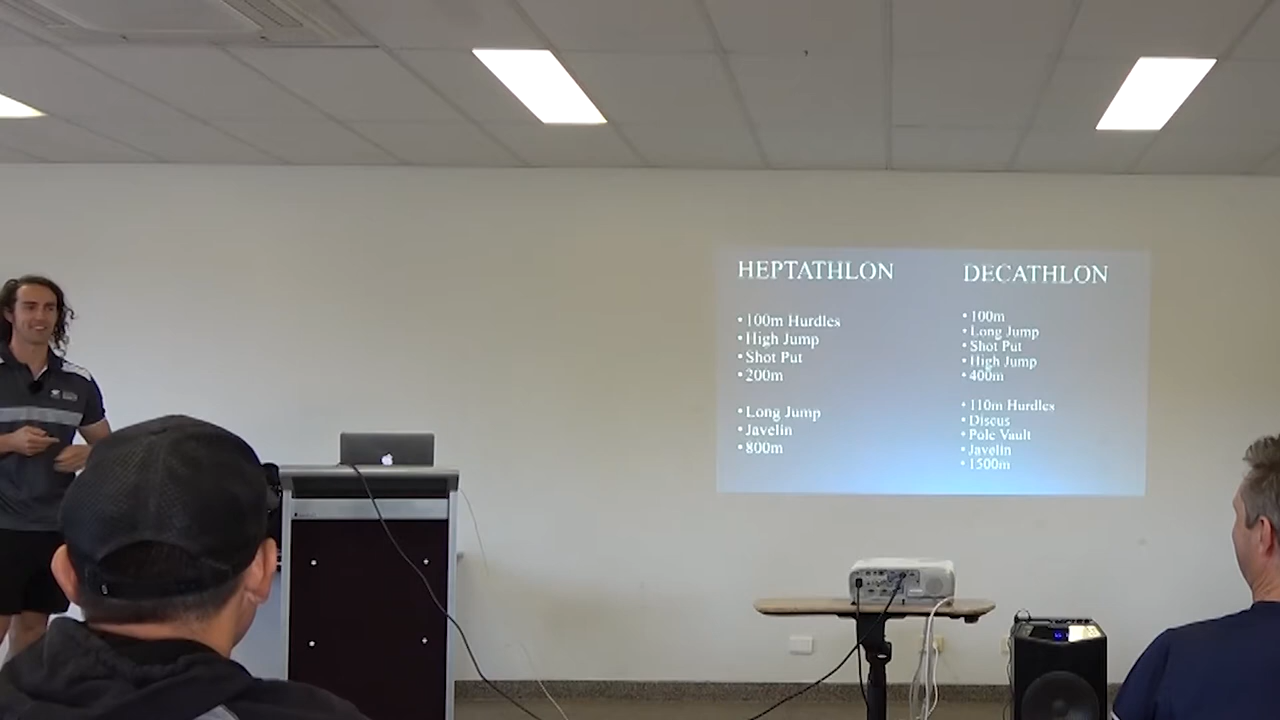 HEPTATHLON
• 100m Hurdles
• High Jump
• Shot Put
• 200m
• Long Jump
• Javelin
• 800m
DECATHLON
• 100m
• Long Jump
• Shot Put
• High Jump
• 400m
• 110m Hurdles
• Discus
• Pole Vault
• Javelin
• 1500m